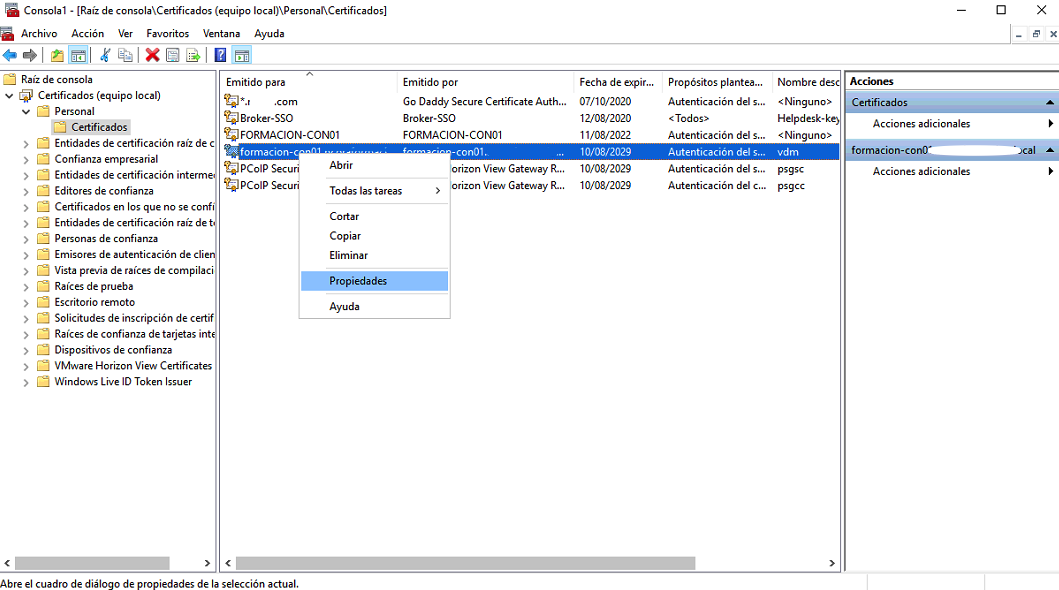 Consola1 - [Raíz de consola\Certificados (equipo local)\Personal\Certificados]
Archivo Acción Ver Favoritos Ventana Ayuda
Raíz de consola
Certificados (equipo local)
Personal
Certificados
Entidades de certificación raíz de c
Confianza empresarial
Entidades de certificación interme
Editores de confianza
Certificados en los que no se confi
Entidades de certificación raíz de t
Personas de confianza
Emisores de autenticación de clien
Vista previa de raíces de compilaci
Raíces de prueba
Escritorio remoto
Solicitudes de inscripción de certif
Raíces de confianza de tarjetas inte
Dispositivos de confianza
VMware Horizon View Certificates
Windows Live ID Token Issuer
Emitido para Emitido por Fecha de expir... Propósitos plantea... Nombre desc
.com Go Daddy Secure Certificate Auth... 07/10/2020 Autenticación del s... <Ninguno>
Broker-SSO Broker-SSO 12/08/2020 <Todos> Helpdesk-key
FORMACION-CON01 FORMACION-CON01 11/08/2022 Autenticación del s... <Ninguno>
formacion-con01. formacion-con01. ... 10/08/2029 Autenticación del s... vdm
PCoIP Securi orizon View Gateway R... 10/08/2029 Autenticación del s... psgsc
PCoIP Securi orizon View Gateway R... 10/08/2029 Autenticación del c... psgcc
Abrir
Todas las tareas
Cortar
Copiar
Eliminar
Propiedades
Ayuda
Acciones
Certificados
Acciones adicionales
formacion-con0 ocal
Acciones adicionales
Abre el cuadro de diálogo de propiedades de la selección actual.